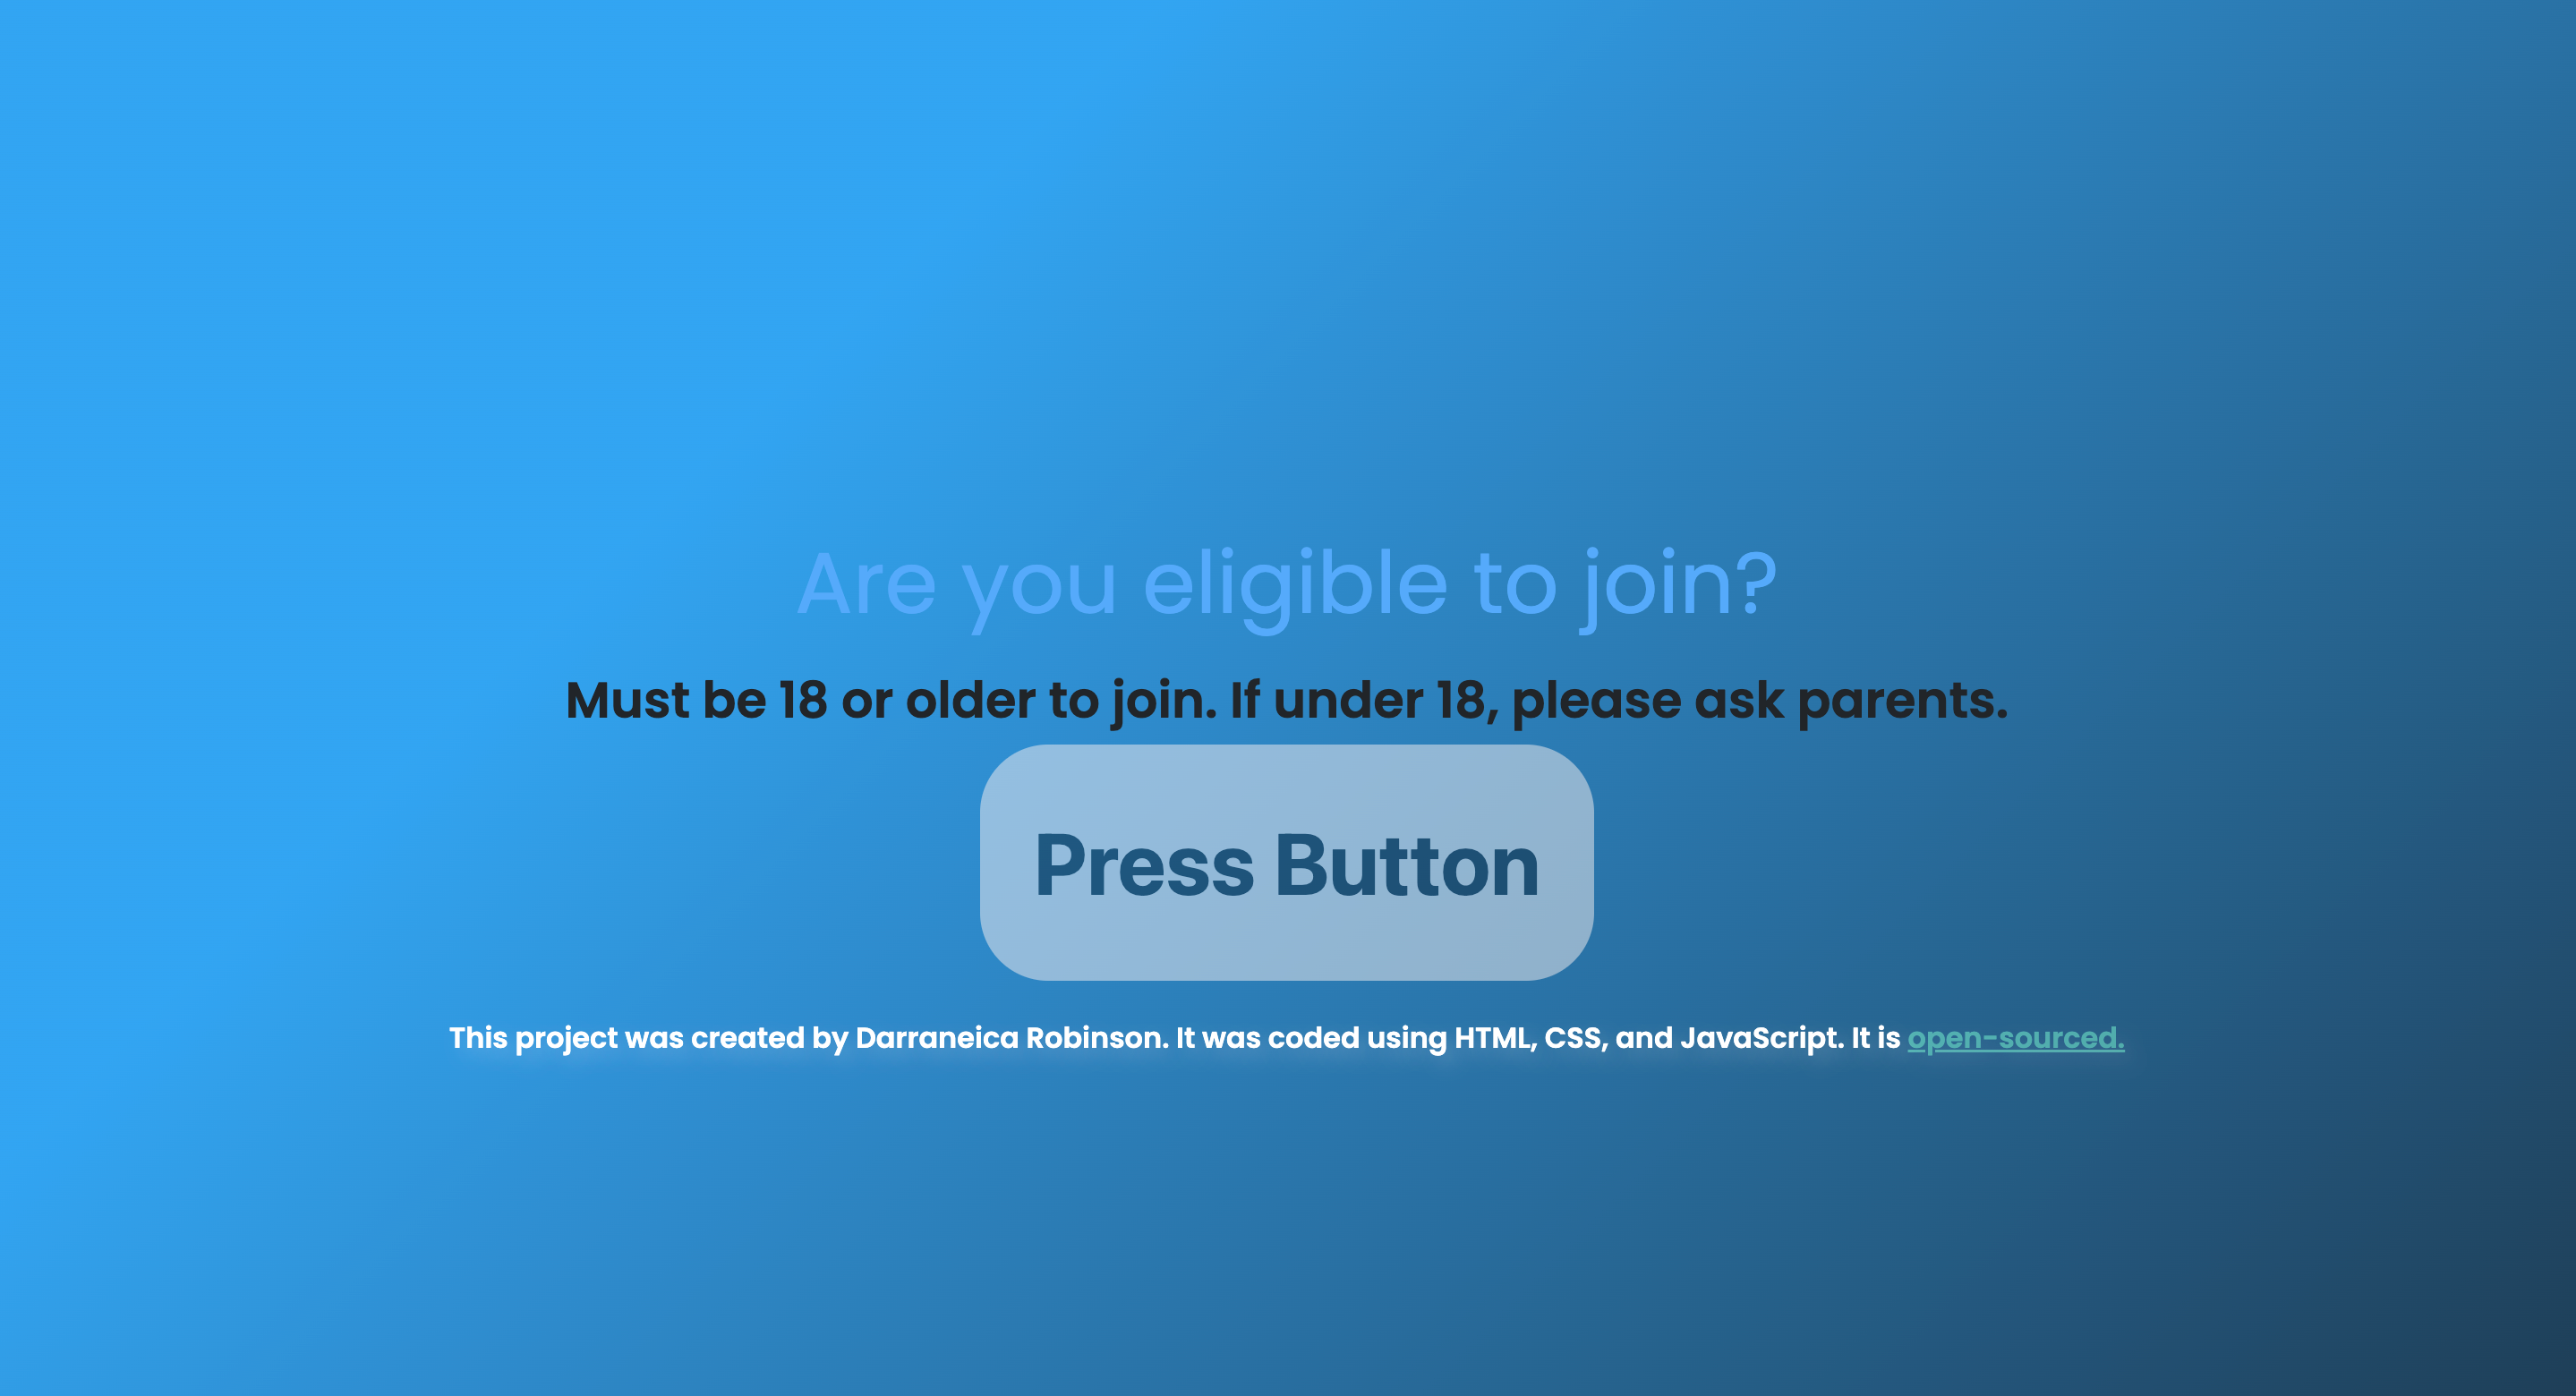 Are you eligible to join?
Must be 18 or older to join. If under 18, please ask parents.
Press Button
This project was created by Darraneica Robinson. It was coded using HTML, CSS, and JavaScript. It is open-sourced.